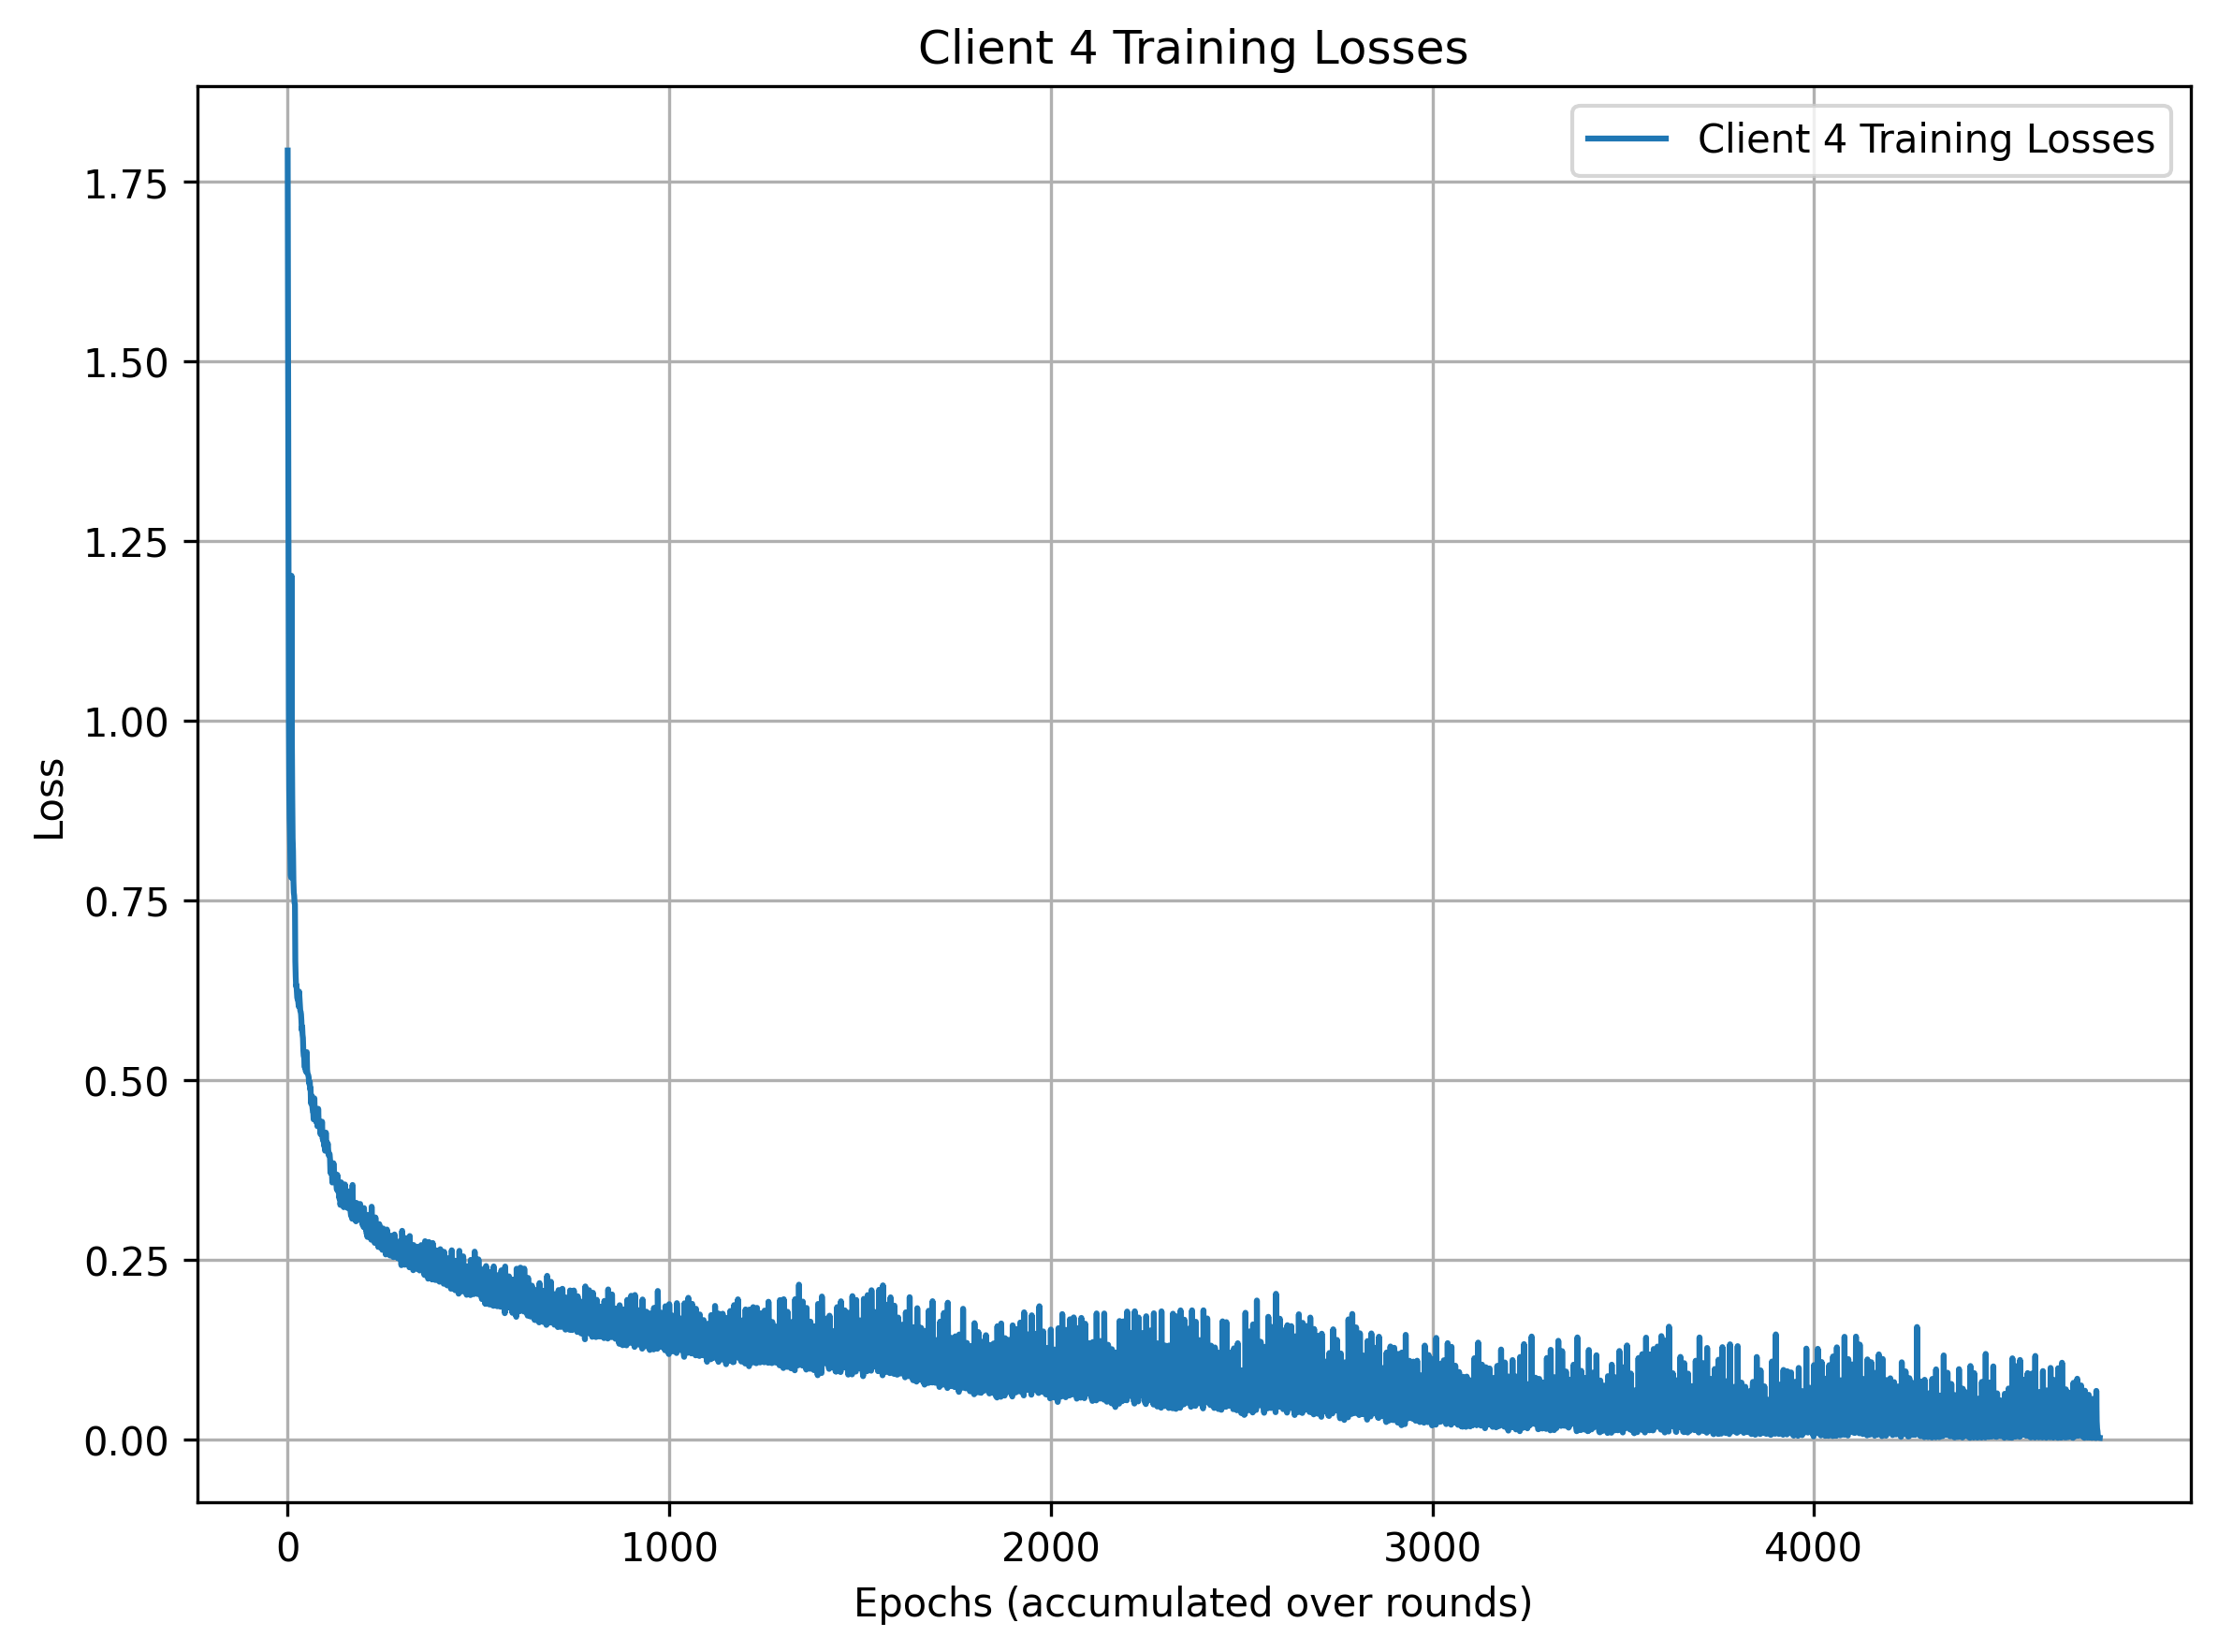 Client 4 Training Losses
Client 4 Training Losses
1.75
1.50
1.25
1.00
0.75
0.50
0.25
0.00
Loss
0 1000 2000 3000 4000
Epochs (accumulated over rounds)